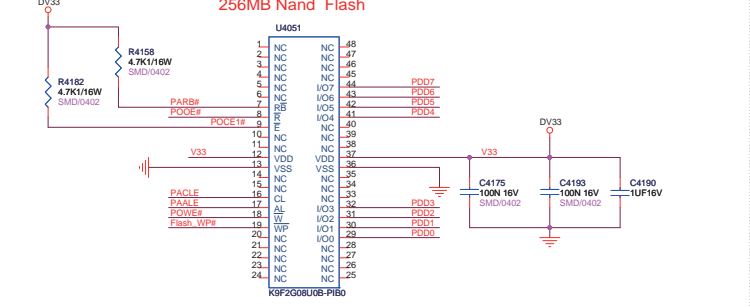 DV33
256MB Nand Flash
U4051
R4158
4.7K1/16W
SMD/0402
R4182
4.7K1/16W
SMD/0402
1 NC NC 48
2 NC NC 47
3 NC NC 46
4 NC NC 45
5 NC I/O7 44 PDD7
6 NC I/O6 43 PDD6
PARB# 7 RB I/O5 42 PDD5
POOE# 8 R I/O4 41 PDD4
POCE1# 9 E NC 40
10 NC NC 39
11 NC NC 38
V33 12 VDD VDD 37 V33 DV33
13 VSS VSS 36
14 NC NC 35
15 NC NC 34
PACLE 16 CL NC 33
PAALE 17 AL I/O3 32 PDD3
POWE# 18 W I/O2 31 PDD2
Flash_WP# 19 WP I/O1 30 PDD1
20 NC I/O0 29 PDD0
21 NC NC 28
22 NC NC 27
23 NC NC 26
24 NC NC 25
K9F2G08U0B-PIB0
C4175
100N 16V
SMD/0402
C4193
100N 16V
SMD/0402
C4190
1UF16V